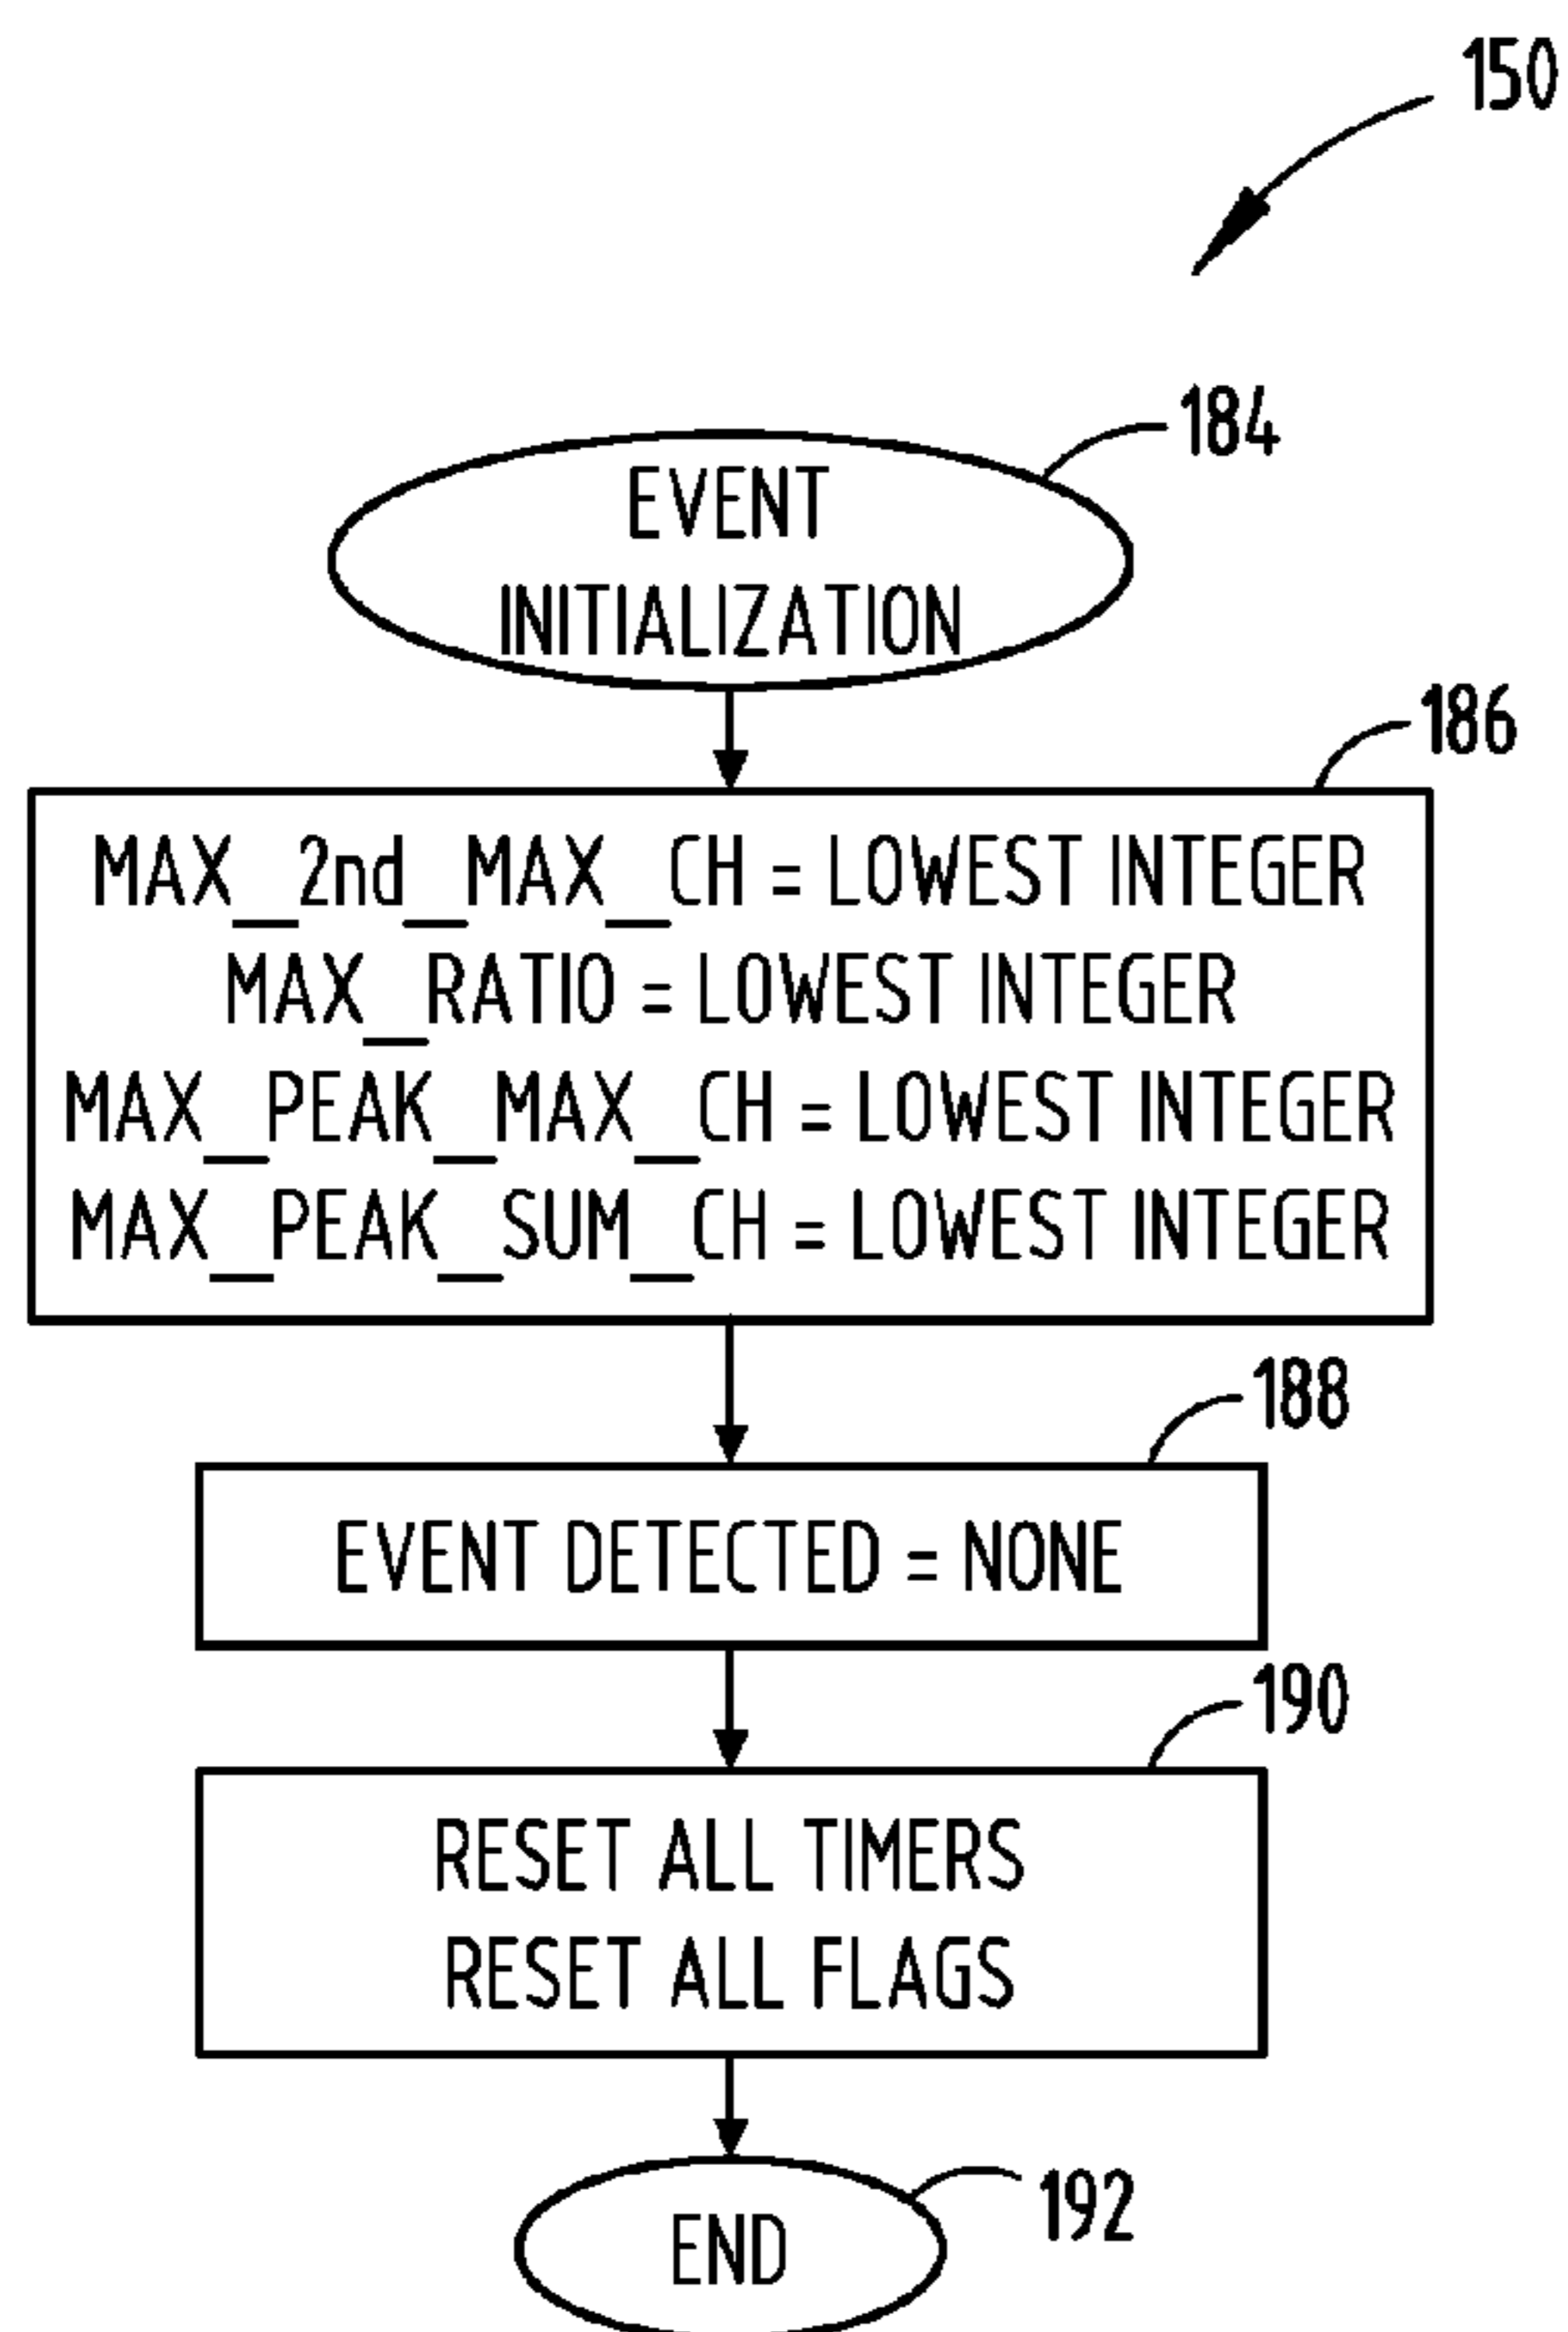 150
184
EVENT
INITIALIZATION
186
MAX_2nd_MAX_CH = LOWEST INTEGER
MAX_RATIO = LOWEST INTEGER
MAX_PEAK_MAX_CH = LOWEST INTEGER
MAX_PEAK_SUM_CH = LOWEST INTEGER
188
EVENT DETECTED = NONE
190
RESET ALL TIMERS
RESET ALL FLAGS
192
END